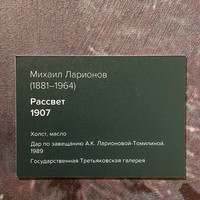 Михаил Ларионов
(1881–1964)
Рассвет
1907
Холст, масло
Дар по завещанию А.К. Ларионовой-Томилиной.
1989
Государственная Третьяковская галерея